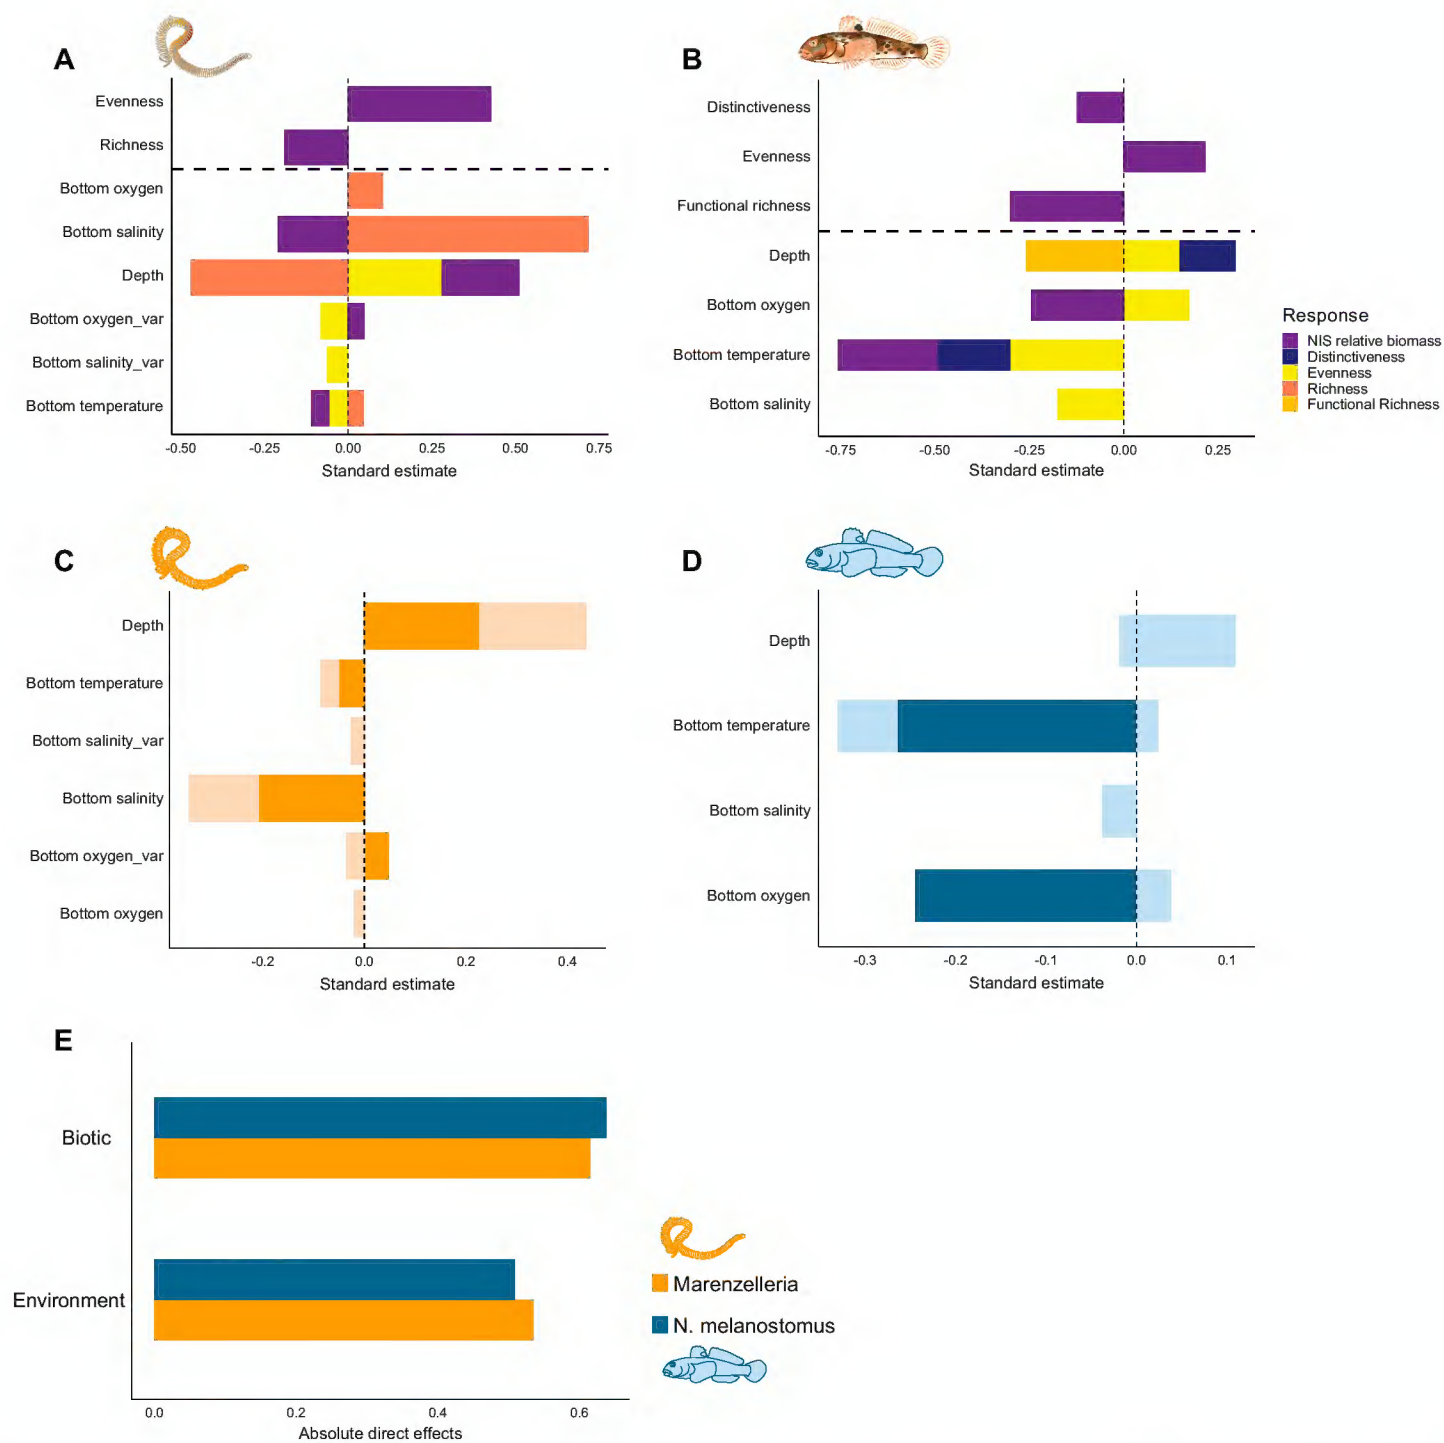 A
Evenness
Richness
Bottom oxygen
Bottom salinity
Depth
Bottom oxygen_var
Bottom salinity_var
Bottom temperature
-0.50 -0.25 0.00 0.25 0.50 0.75
Standard estimate
B
Distinctiveness
Evenness
Functional richness
Depth
Bottom oxygen
Bottom temperature
Bottom salinity
-0.75 -0.50 -0.25 0.00 0.25
Standard estimate
Response
NIS relative biomass
Distinctiveness
Evenness
Richness
Functional Richness
C
Depth
Bottom temperature
Bottom salinity_var
Bottom salinity
Bottom oxygen_var
Bottom oxygen
-0.2 0.0 0.2 0.4
Standard estimate
D
Depth
Bottom temperature
Bottom salinity
Bottom oxygen
-0.3 -0.2 -0.1 0.0 0.1
Standard estimate
E
Biotic
Environment
0.0 0.2 0.4 0.6
Absolute direct effects
Marenzelleria
N. melanostomus